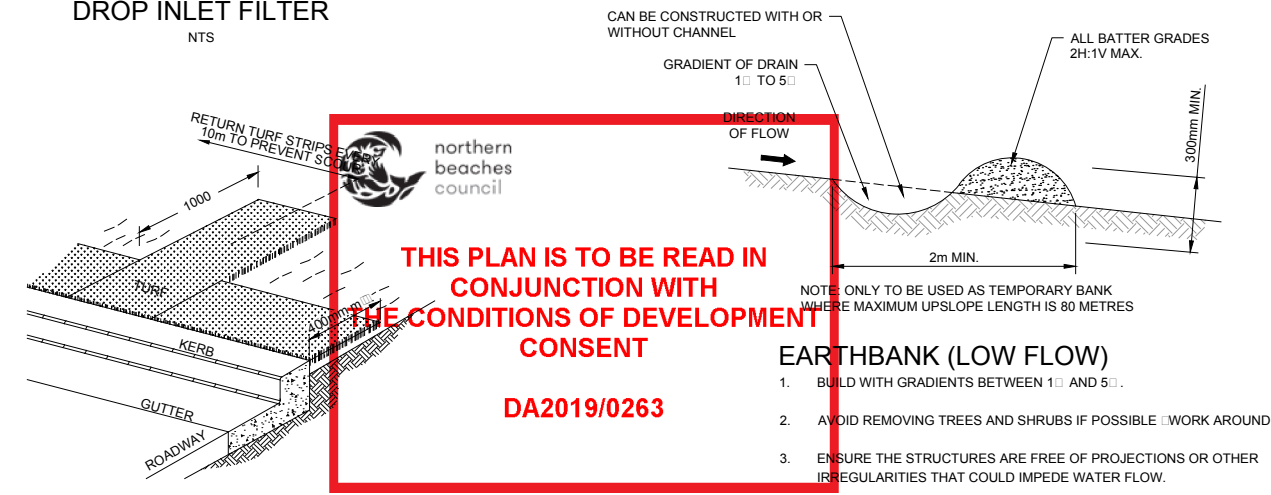 DROP INLET FILTER
NTS
RETURN TURF STRIPS EVERY
10m TO PREVENT SCOUR
1000
TURF
400mm m
KERB
GUTTER
ROADWAY
northern
beaches
council
THIS PLAN IS TO BE READ IN
CONJUNCTION WITH
THE CONDITIONS OF DEVELOPMENT
CONSENT
DA2019/0263
CAN BE CONSTRUCTED WITH OR
WITHOUT CHANNEL
GRADIENT OF DRAIN
1□ TO 5□
DIRECTION
OF FLOW
ALL BATTER GRADES
2H:1V MAX.
300mm MIN.
2m MIN.
NOTE: ONLY TO BE USED AS TEMPORARY BANK
WHERE MAXIMUM UPSLOPE LENGTH IS 80 METRES
EARTHBANK (LOW FLOW)
1. BUILD WITH GRADIENTS BETWEEN 1□ AND 5□.
2. AVOID REMOVING TREES AND SHRUBS IF POSSIBLE □WORK AROUND
3. ENSURE THE STRUCTURES ARE FREE OF PROJECTIONS OR OTHER
IRREGULARITIES THAT COULD IMPEDE WATER FLOW.